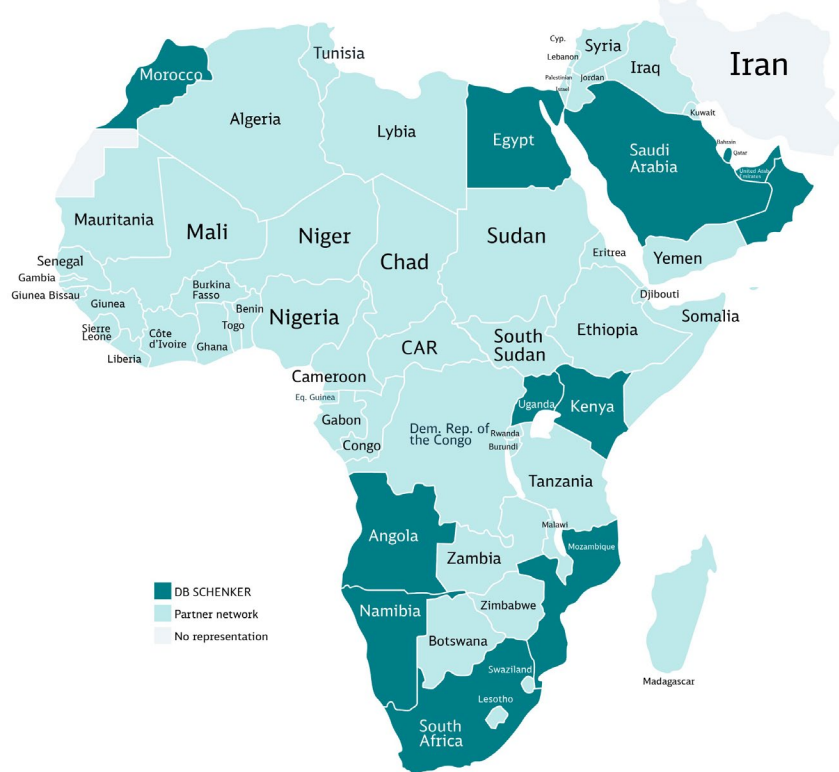 Cyp.
Syria
Iran
Tunisia
Lebanon
Iraq
Morocco
Palestinian
Jordan
Israel
Kuwait
Algeria
Lybia
Egypt
Saudi
Arabia
Bahrain
Qatar
United Arab
Emirates
Mauritania
Mali
Niger
Sudan
Chad
Eritrea
Yemen
Senegal
Gambia
Giunea Bissau
Giunea
Burkina
Faso
Benin
Togo
Nigeria
Djibouti
Somalia
Sierre
Leone
Côte
d'Ivoire
Ghana
Liberia
CAR
South
Sudan
Ethiopia
Cameroon
Eq. Guinea
Uganda
Kenya
Gabon
Congo
Dem. Rep. of
the Congo
Rwanda
Burundi
Tanzania
Angola
Malawi
Mozambique
Zambia
DB SCHENKER
Partner network
No representation
Namibia
Zimbabwe
Botswana
Swaziland
Lesotho
South
Africa
Madagascar